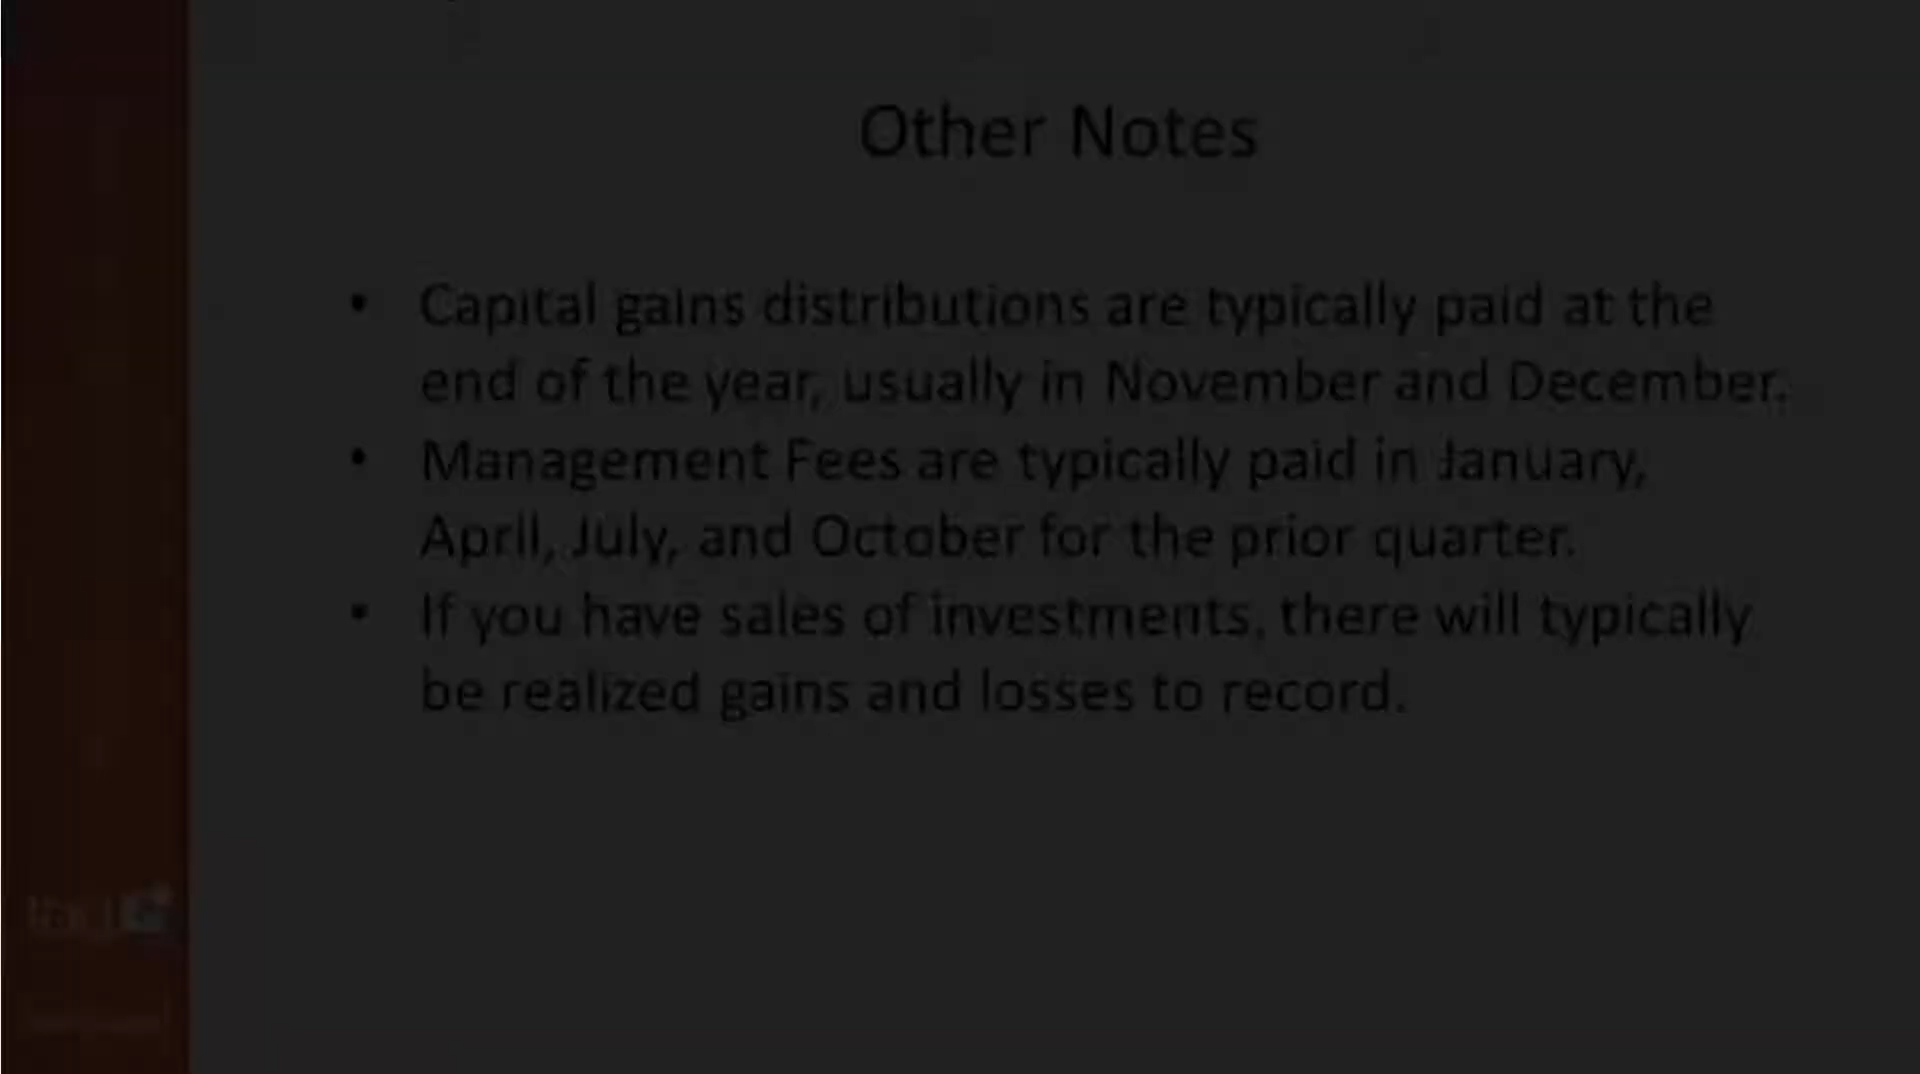 Other Notes
• Capital gains distributions are typically paid at the
end of the year, usually in November and December.
• Management Fees are typically paid in January,
April, July, and October for the prior quarter.
• If you have sales of investments, there will typically
be realized gains and losses to record.